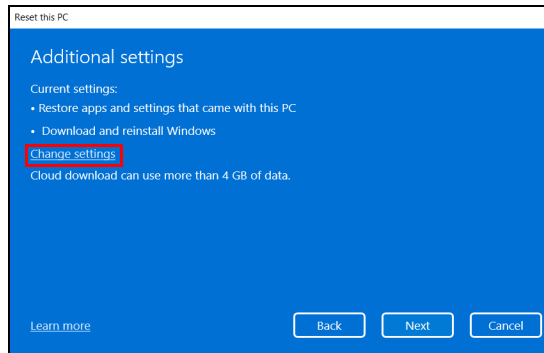 Reset this PC
Additional settings
Current settings:
• Restore apps and settings that came with this PC
• Download and reinstall Windows
Change settings
Cloud download can use more than 4 GB of data.
Learn more
Back
Next
Cancel